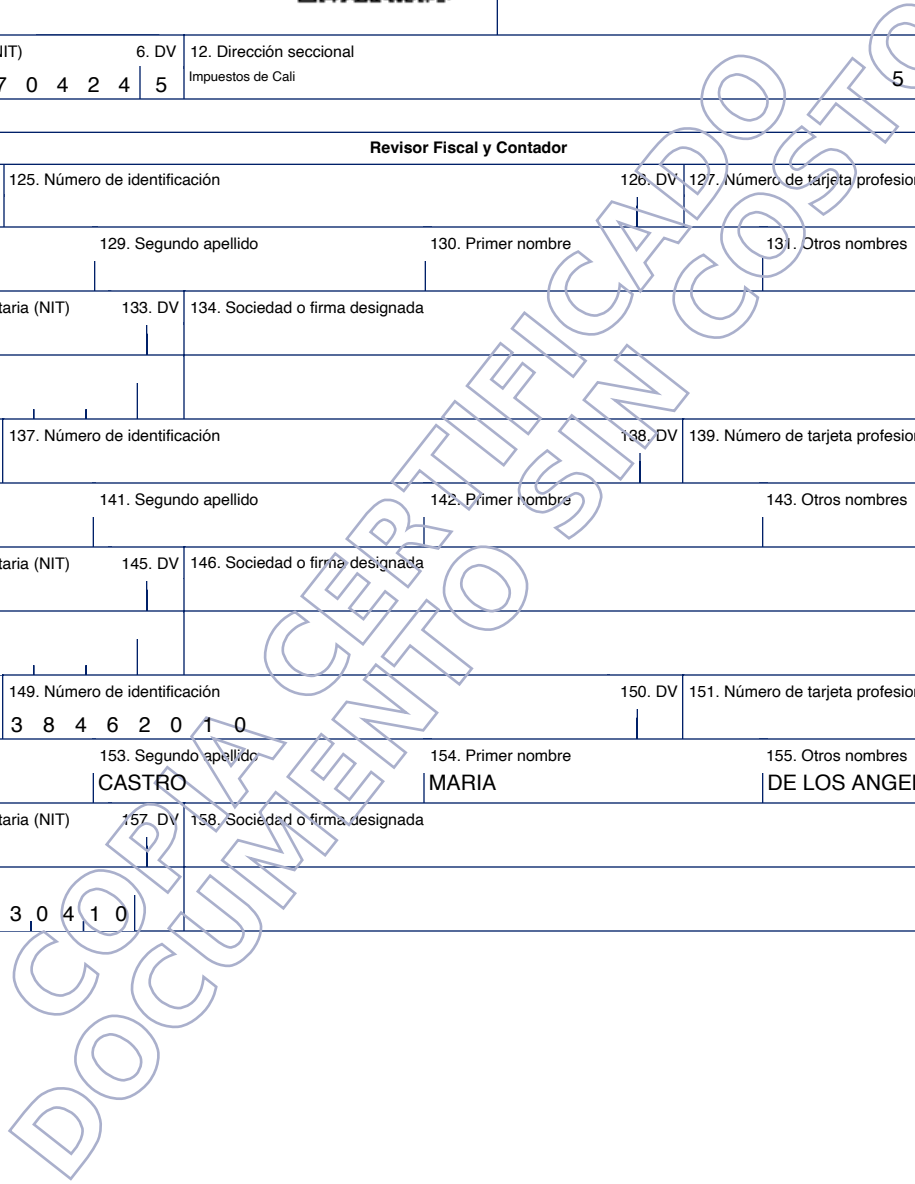 NIT) 6. DV 12. Dirección seccional
7 0 4 2 4 5 Impuestos de Cali 5
Revisor Fiscal y Contador
125. Número de identificación 126. DV 127. Número de tarjeta profesion
129. Segundo apellido 130. Primer nombre 131. Otros nombres
taria (NIT) 133. DV 134. Sociedad o firma designada
137. Número de identificación 138. DV 139. Número de tarjeta profesion
141. Segundo apellido 142. Primer nombre 143. Otros nombres
taria (NIT) 145. DV 146. Sociedad o firma designada
149. Número de identificación 150. DV 151. Número de tarjeta profesion
3 8 4 6 2 0 1 0
153. Segundo apellido 154. Primer nombre 155. Otros nombres
CASTRO MARIA DE LOS ANGEL
taria (NIT) 157. DV 158. Sociedad o firma designada
3 0 4 1 0
COPIA CERTIFICADO
DOCUMENTO SIN COSTO